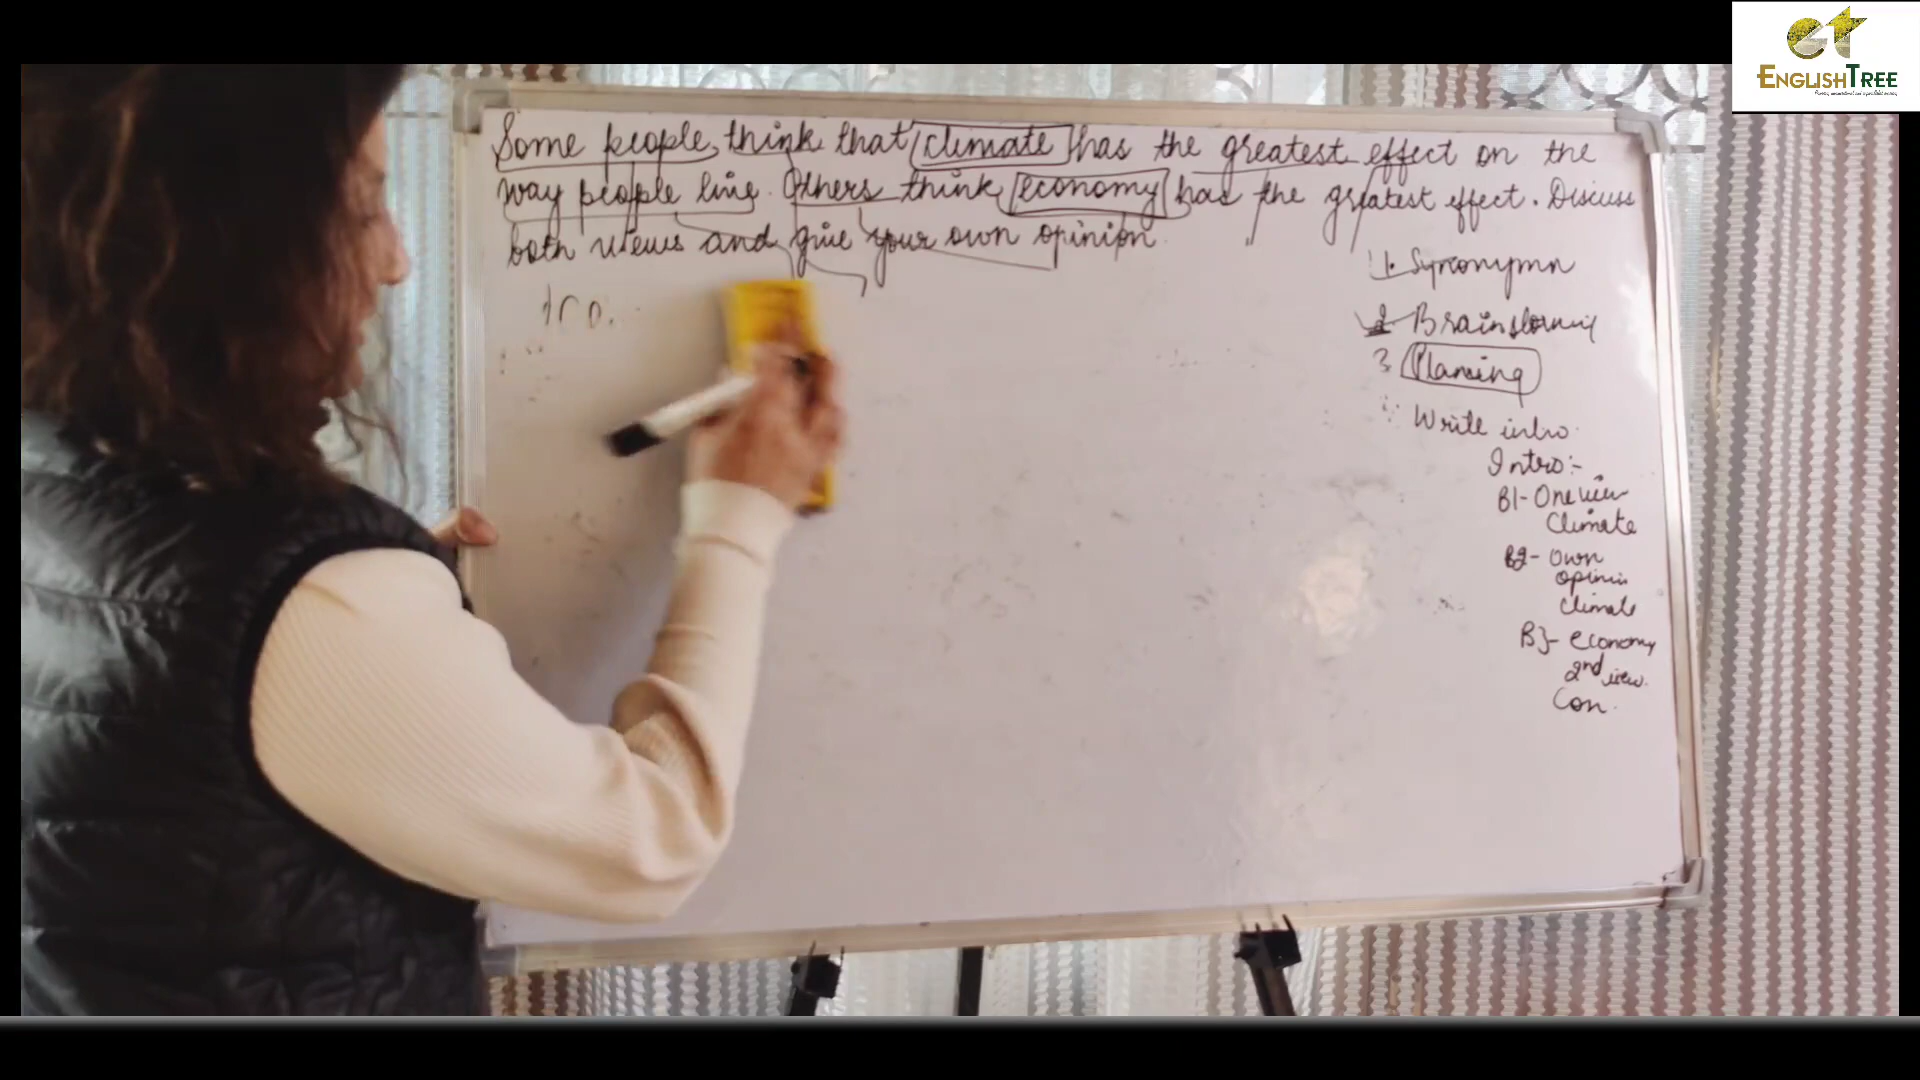 Some people think that climate has the greatest effect on the
way people live. Others think economy has the greatest effect. Discuss
both views and give your own opinion.
1. Synonymn
2 Brainstorming
3 Planning
Write intro.
Intro:-
B1- One view
Climate
B2- Own
opinin
climate
B3- economy
2nd view.
Con.
ENGLISHTREE